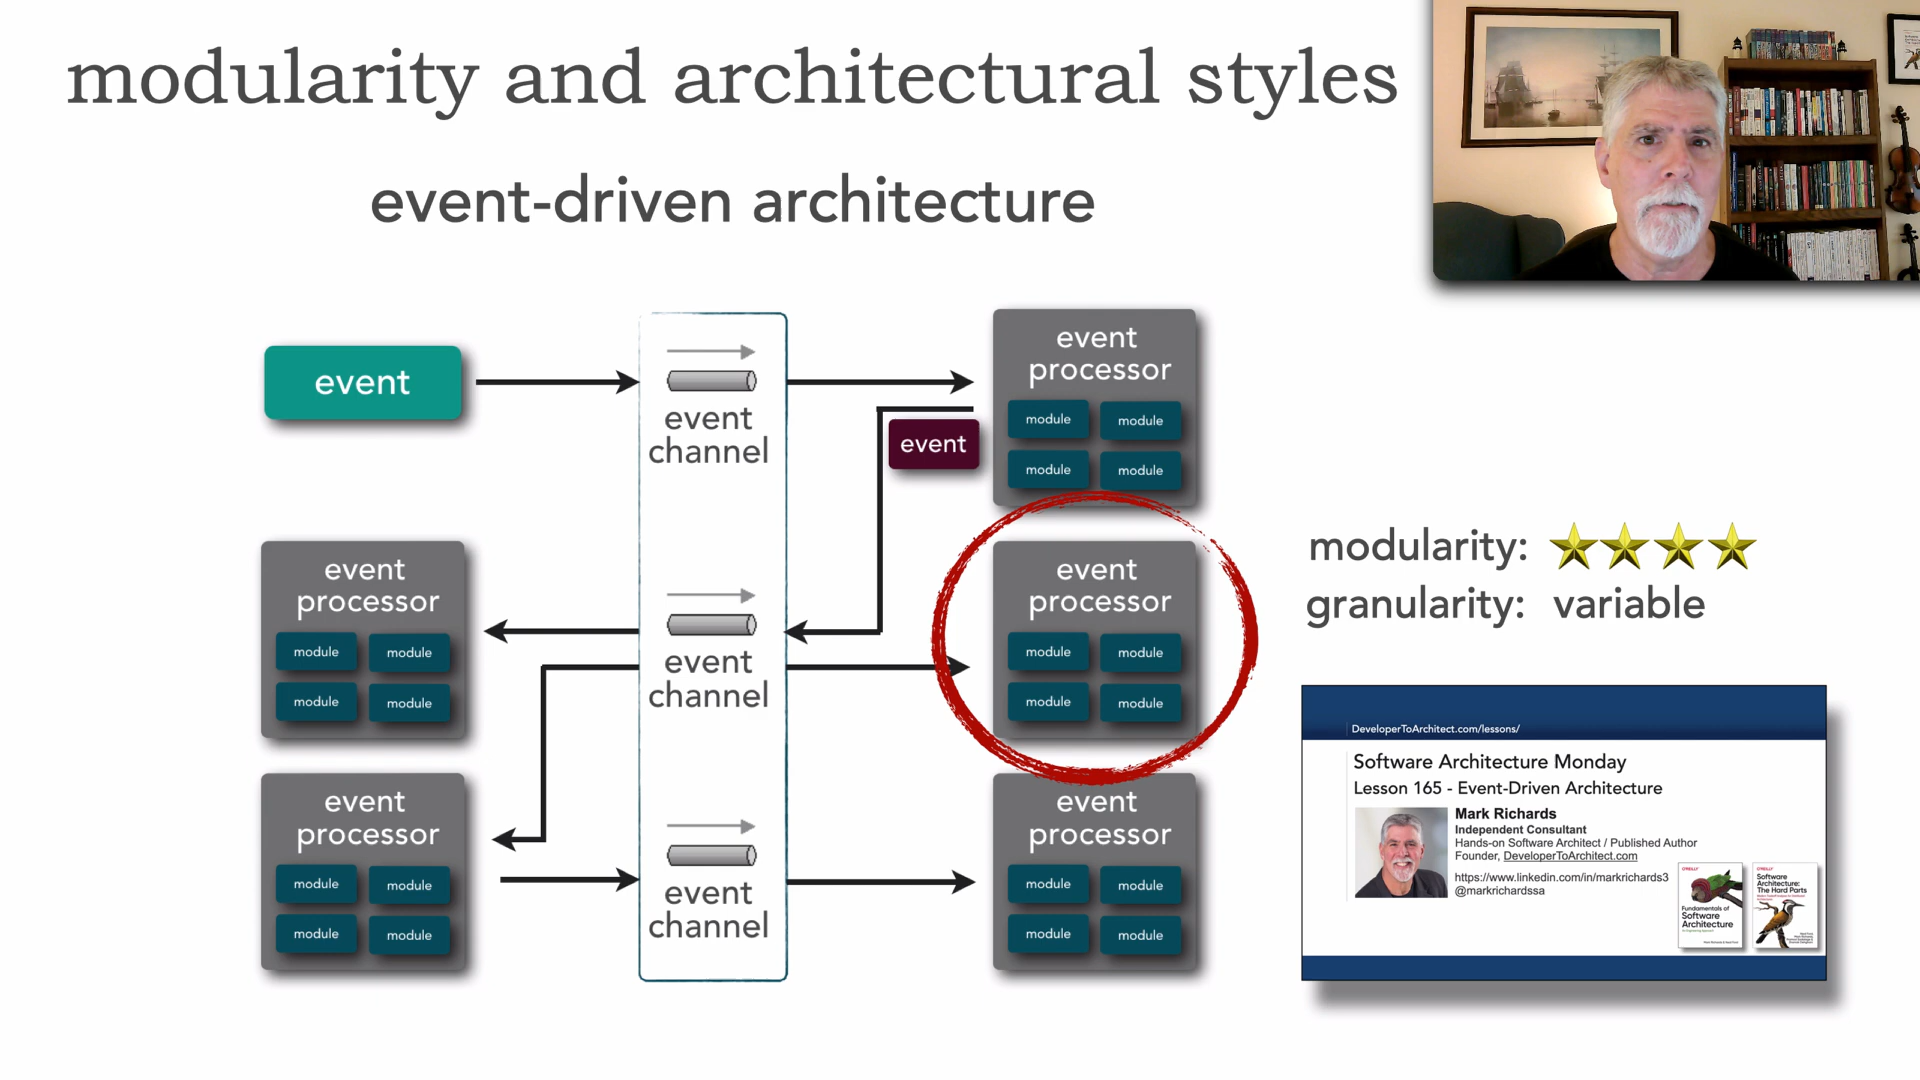 modularity and architectural styles
event-driven architecture
event
event
channel
event
processor
module module
module module
event
event
processor
module module
module module
event
channel
event
processor
module module
module module
event
processor
module module
module module
event
channel
event
processor
module module
module module
modularity:
granularity: variable
DeveloperToArchitect.com/lessons/
Software Architecture Monday
Lesson 165 - Event-Driven Architecture
Mark Richards
Independent Consultant
Hands-on Software Architect / Published Author
Founder, DeveloperToArchitect.com
https://www.linkedin.com/in/markrichards3
@markrichardssa
O'REILLY
Fundamentals of
Software
Architecture
O'REILLY
Software
Architecture:
The Hard Parts